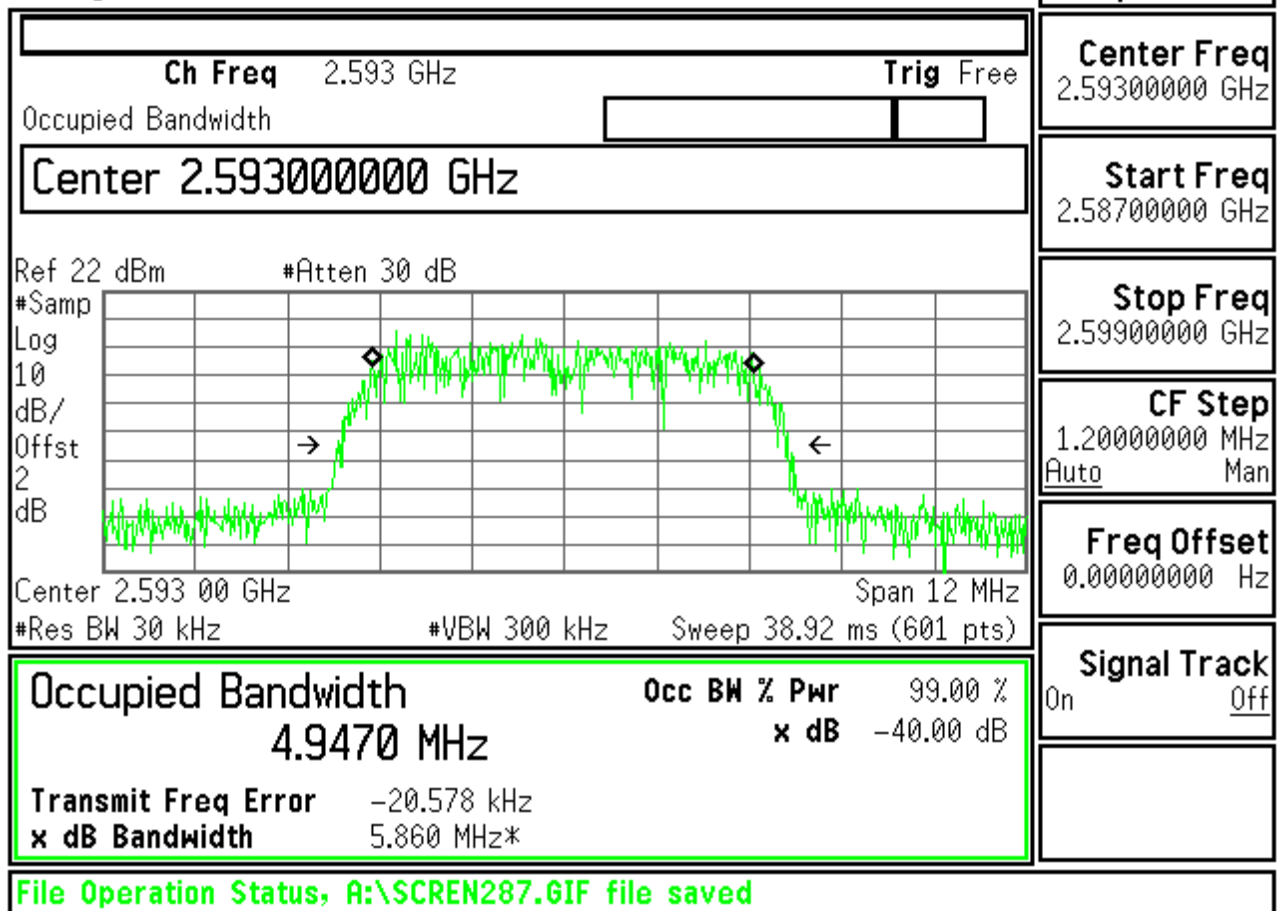 Ch Freq 2.593 GHz Trig Free
Occupied Bandwidth
Center 2.593000000 GHz
Ref 22 dBm #Atten 30 dB
#Samp
Log
10
dB/
Offst
2
dB
Center 2.593 00 GHz Span 12 MHz
#Res BW 30 kHz #VBW 300 kHz Sweep 38.92 ms (601 pts)
Occupied Bandwidth
4.9470 MHz
Occ BW % Pwr 99.00 %
x dB -40.00 dB
Transmit Freq Error -20.578 kHz
x dB Bandwidth 5.860 MHz*
File Operation Status, A:\SCREN287.GIF file saved
Center Freq
2.59300000 GHz
Start Freq
2.58700000 GHz
Stop Freq
2.59900000 GHz
CF Step
1.20000000 MHz
Auto Man
Freq Offset
0.00000000 Hz
Signal Track
On Off